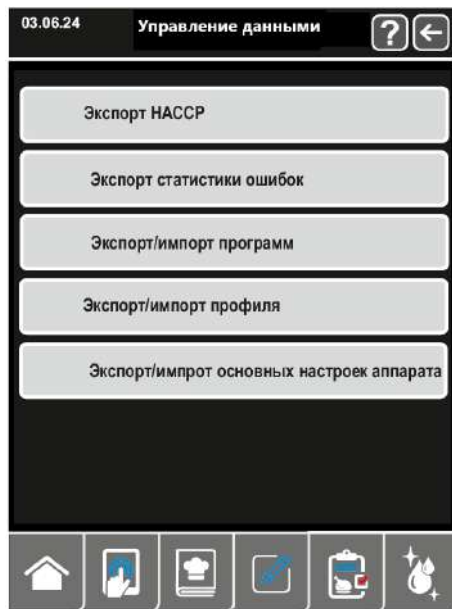 03.06.24 Управление данными ?
Экспорт НАССР
Экспорт статистики ошибок
Экспорт/импорт программ
Экспорт/импорт профиля
Экспорт/импрот основных настроек аппарата